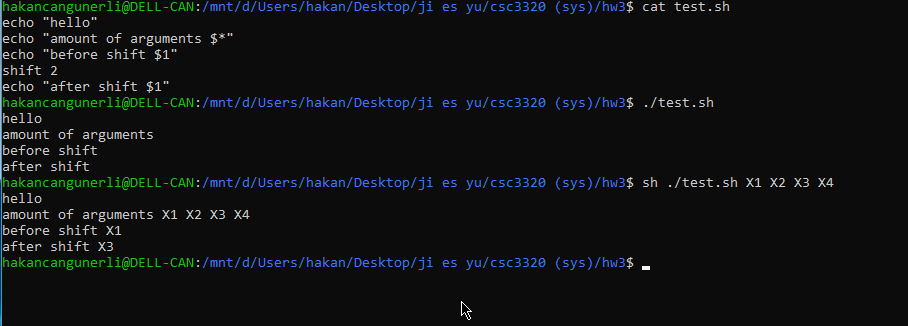 hakancangunerli@DELL-CAN:/mnt/d/Users/hakan/Desktop/ji es yu/csc3320 (sys)/hw3$ cat test.sh
echo "hello"
echo "amount of arguments $*"
echo "before shift $1"
shift 2
echo "after shift $1"
hakancangunerli@DELL-CAN:/mnt/d/Users/hakan/Desktop/ji es yu/csc3320 (sys)/hw3$ ./test.sh
hello
amount of arguments
before shift
after shift
hakancangunerli@DELL-CAN:/mnt/d/Users/hakan/Desktop/ji es yu/csc3320 (sys)/hw3$ sh ./test.sh X1 X2 X3 X4
hello
amount of arguments X1 X2 X3 X4
before shift X1
after shift X3
hakancangunerli@DELL-CAN:/mnt/d/Users/hakan/Desktop/ji es yu/csc3320 (sys)/hw3$